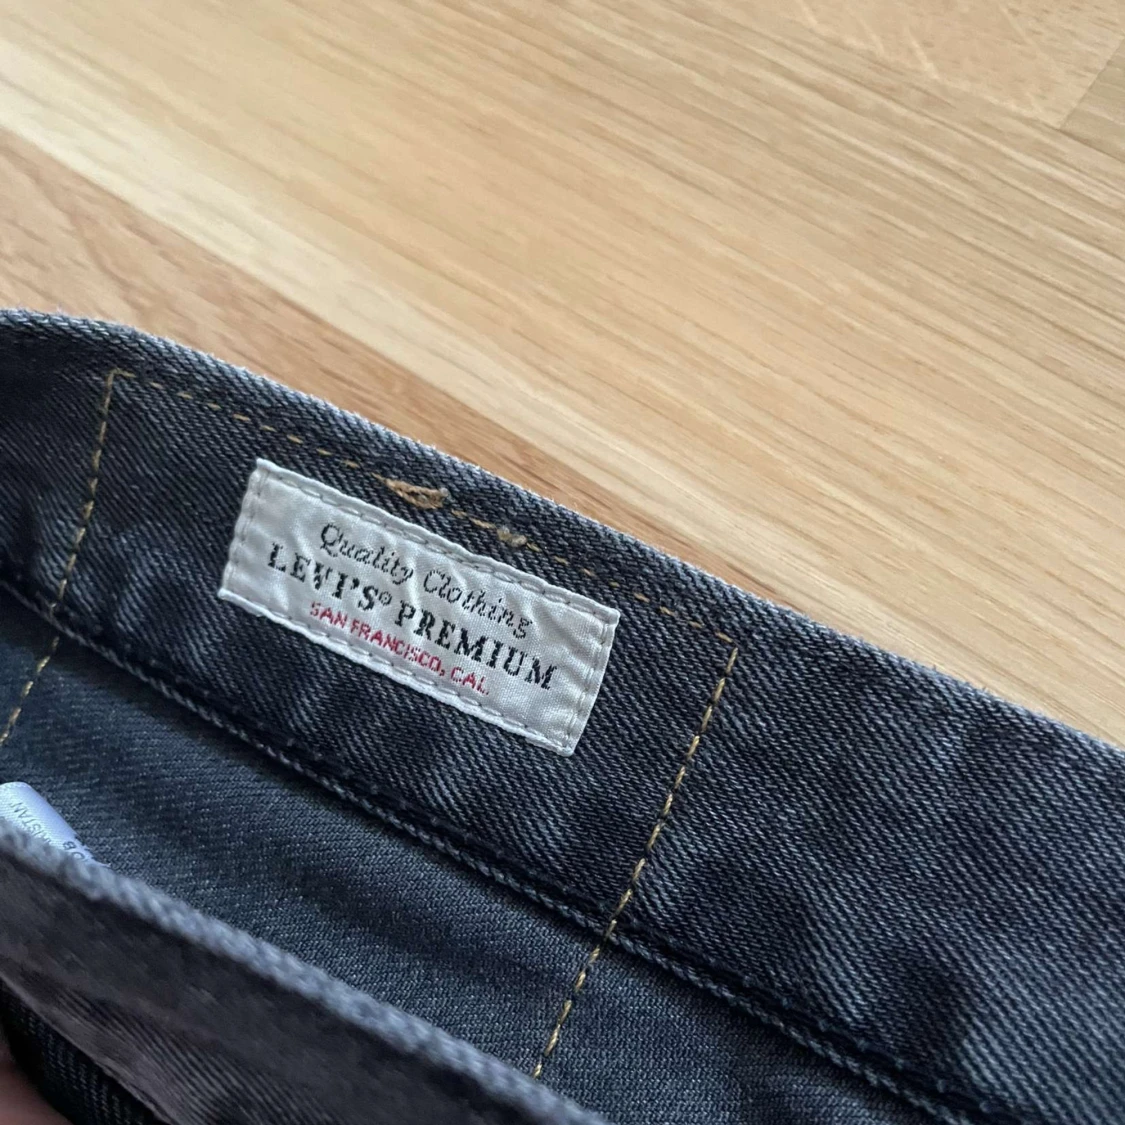 Quality Clothing
LEVI'S® PREMIUM
SAN FRANCISCO, CAL.